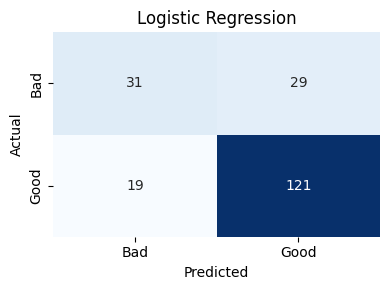 Logistic Regression
Actual
Bad
31 29
Good
19 121
Bad Good
Predicted